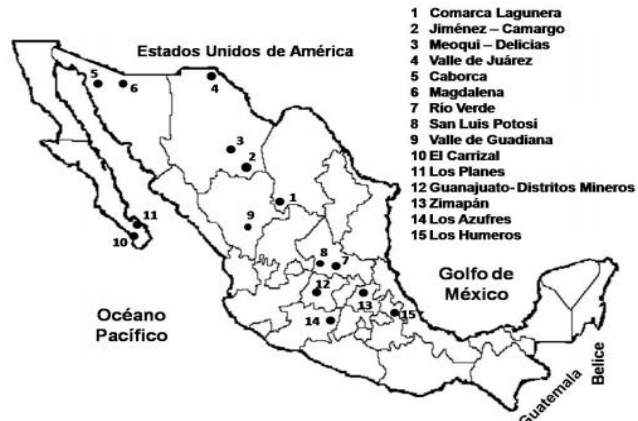 1 Comarca Lagunera
2 Jiménez – Camargo
3 Meoqui – Delicias
4 Valle de Juárez
5 Caborca
6 Magdalena
7 Río Verde
8 San Luis Potosí
9 Valle de Guadiana
10 El Carrizal
11 Los Planes
12 Guanajuato- Distritos Mineros
13 Zimapán
14 Los Azufres
15 Los Humeros
Estados Unidos de América
5
6
4
3
2
1
11
10
9
8
7
12
13
14
15
Golfo de
México
Océano
Pacífico
Guatemala
Belice